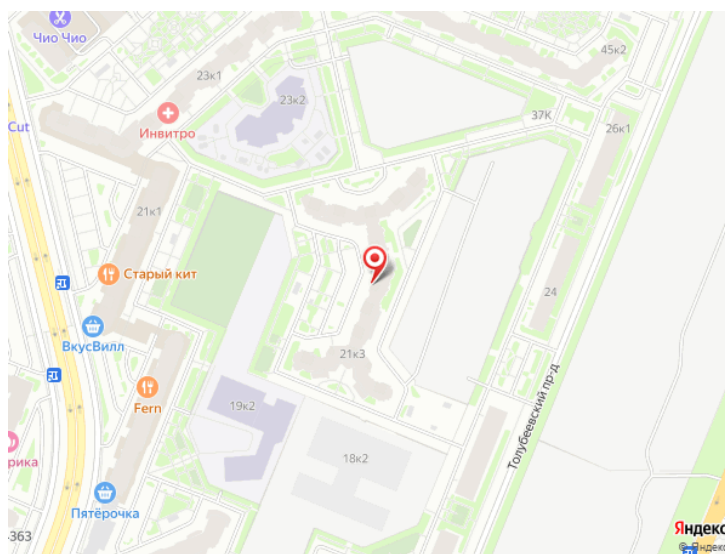 Чио Чио
45к2
23к1
23к2
37К
Cut
Инвитро
26к1
21к1
Старый кит
24
ВкусВилл
21к3
Толубеевский пр-д
Fern
19к2
18к2
Пятёрочка
363
Яндекс
© Яндекс